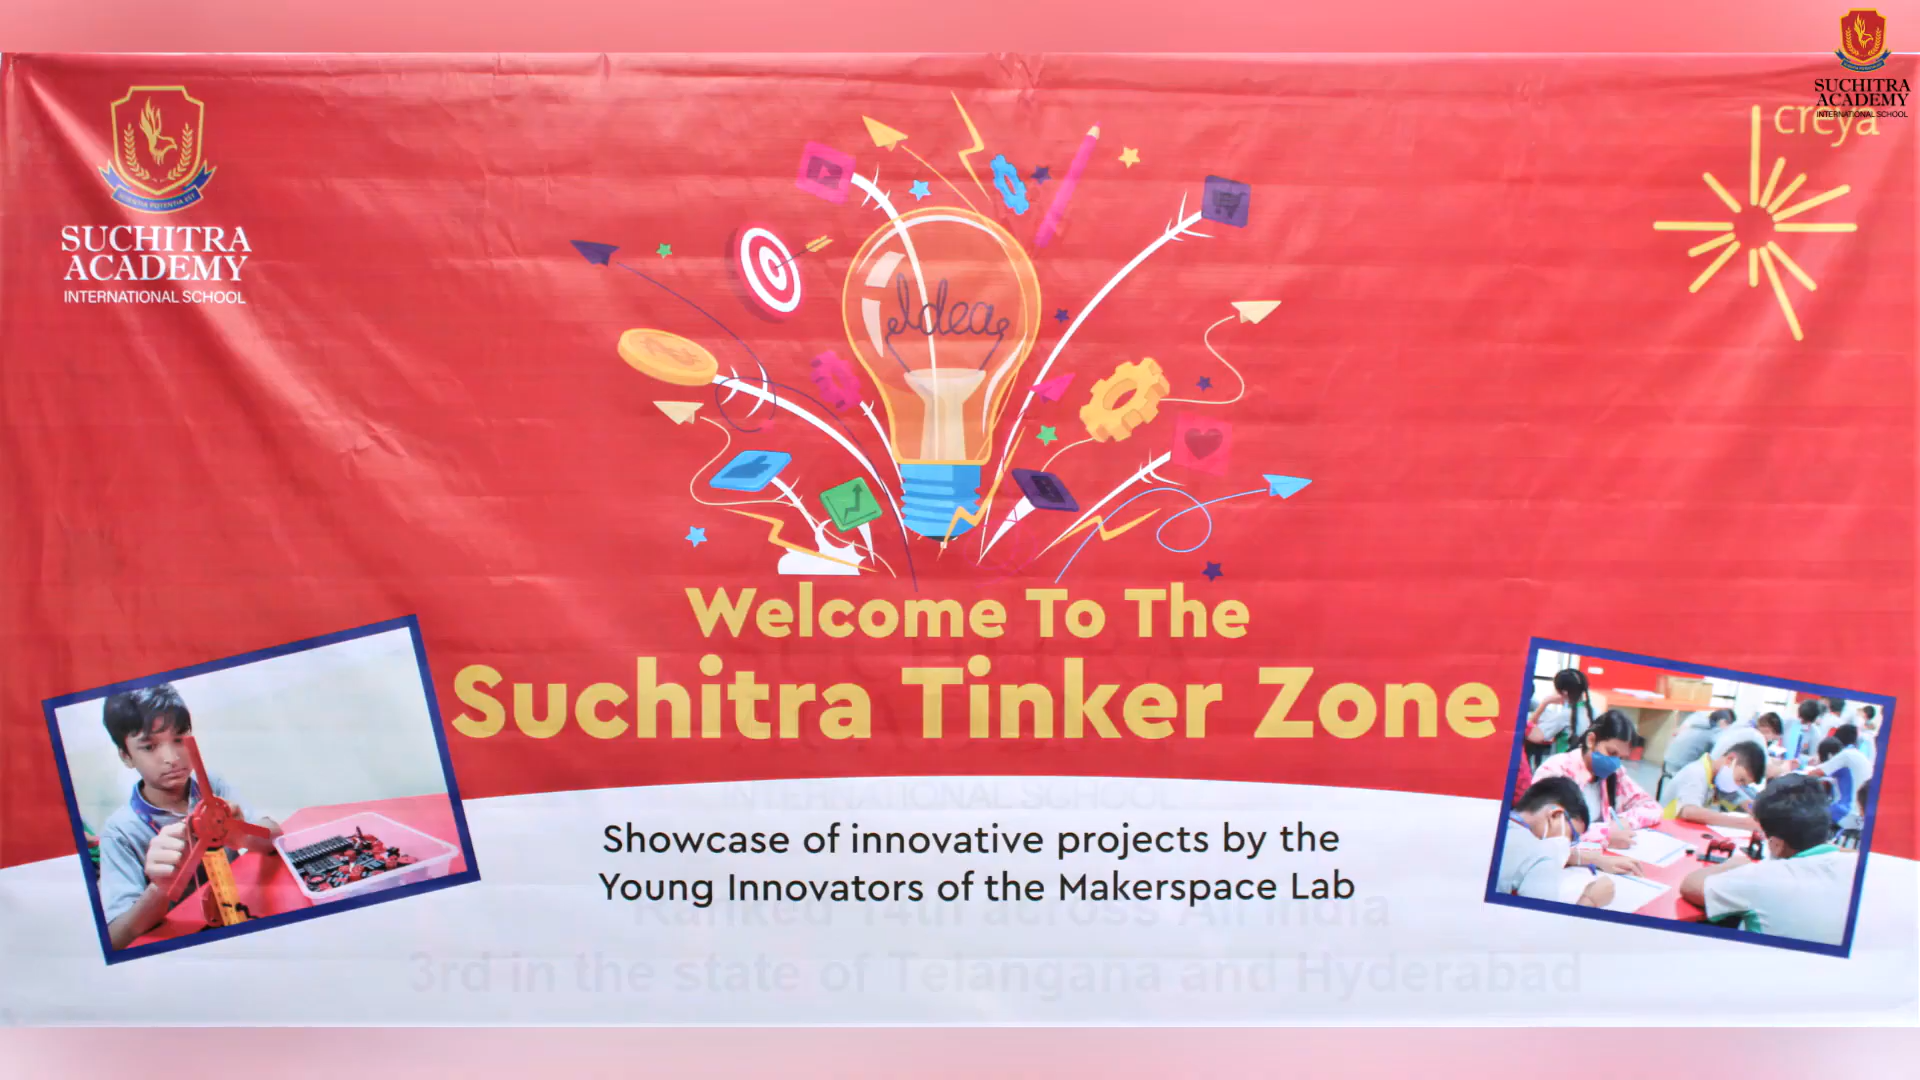 SUCHITRA
ACADEMY
INTERNATIONAL SCHOOL
SUCHITRA
ACADEMY
INTERNATIONAL SCHOOL
creya
Idea
Welcome To The
Suchitra Tinker Zone
INTERNATIONAL SCHOOL
Showcase of innovative projects by the
Young Innovators of the Makerspace Lab
Ranked 14th across All India
3rd in the state of Telangana and Hyderabad